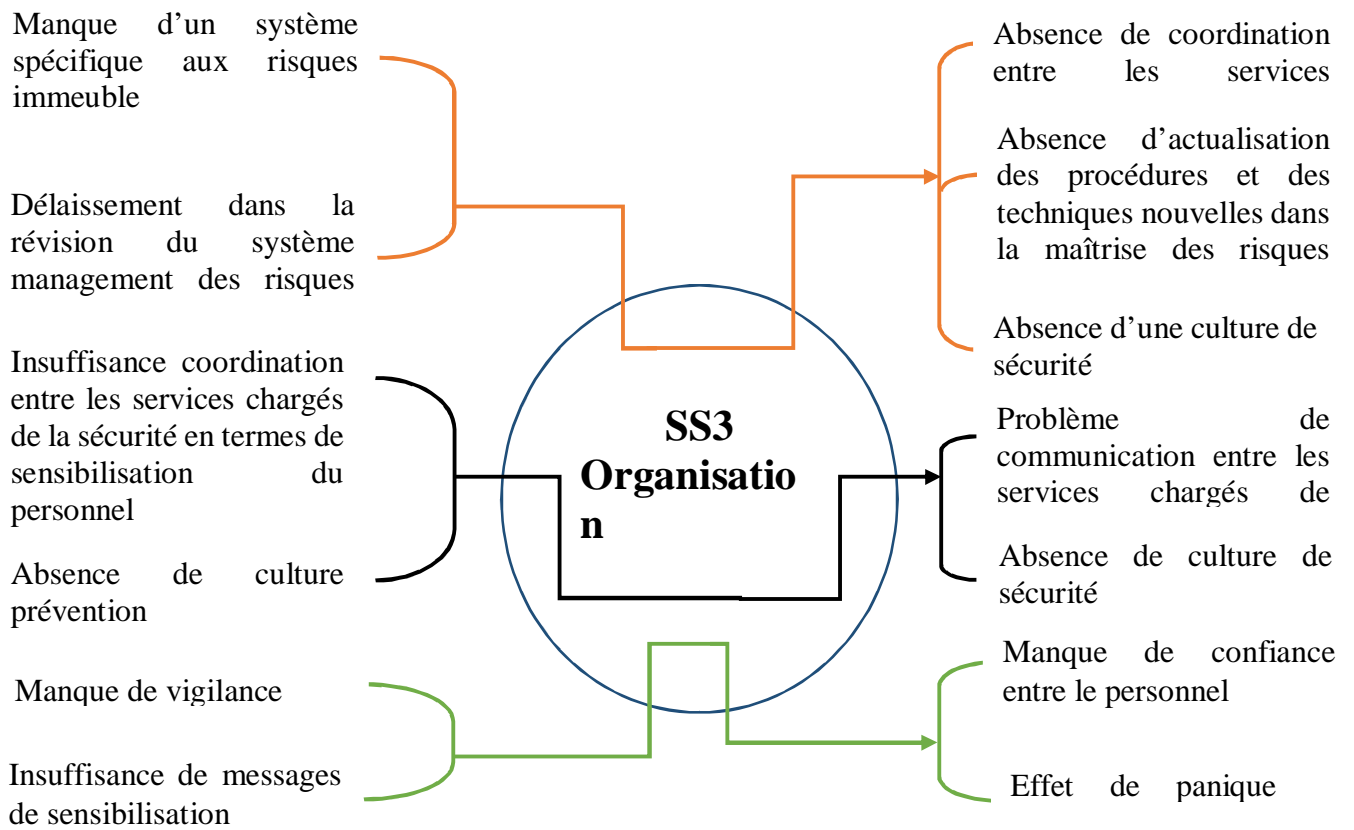 Manque d’un système
spécifique aux risques
immeuble
Délaissement dans la
révision du système
management des risques
Insuffisance coordination
entre les services chargés
de la sécurité en termes de
sensibilisation du
personnel
Absence de culture
prévention
Manque de vigilance
Insuffisance de messages
de sensibilisation
SS3
Organisatio
n
Absence de coordination
entre les services
Absence d’actualisation
des procédures et des
techniques nouvelles dans
la maîtrise des risques
Absence d’une culture de
sécurité
Problème de
communication entre les
services chargés de
Absence de culture de
sécurité
Manque de confiance
entre le personnel
Effet de panique